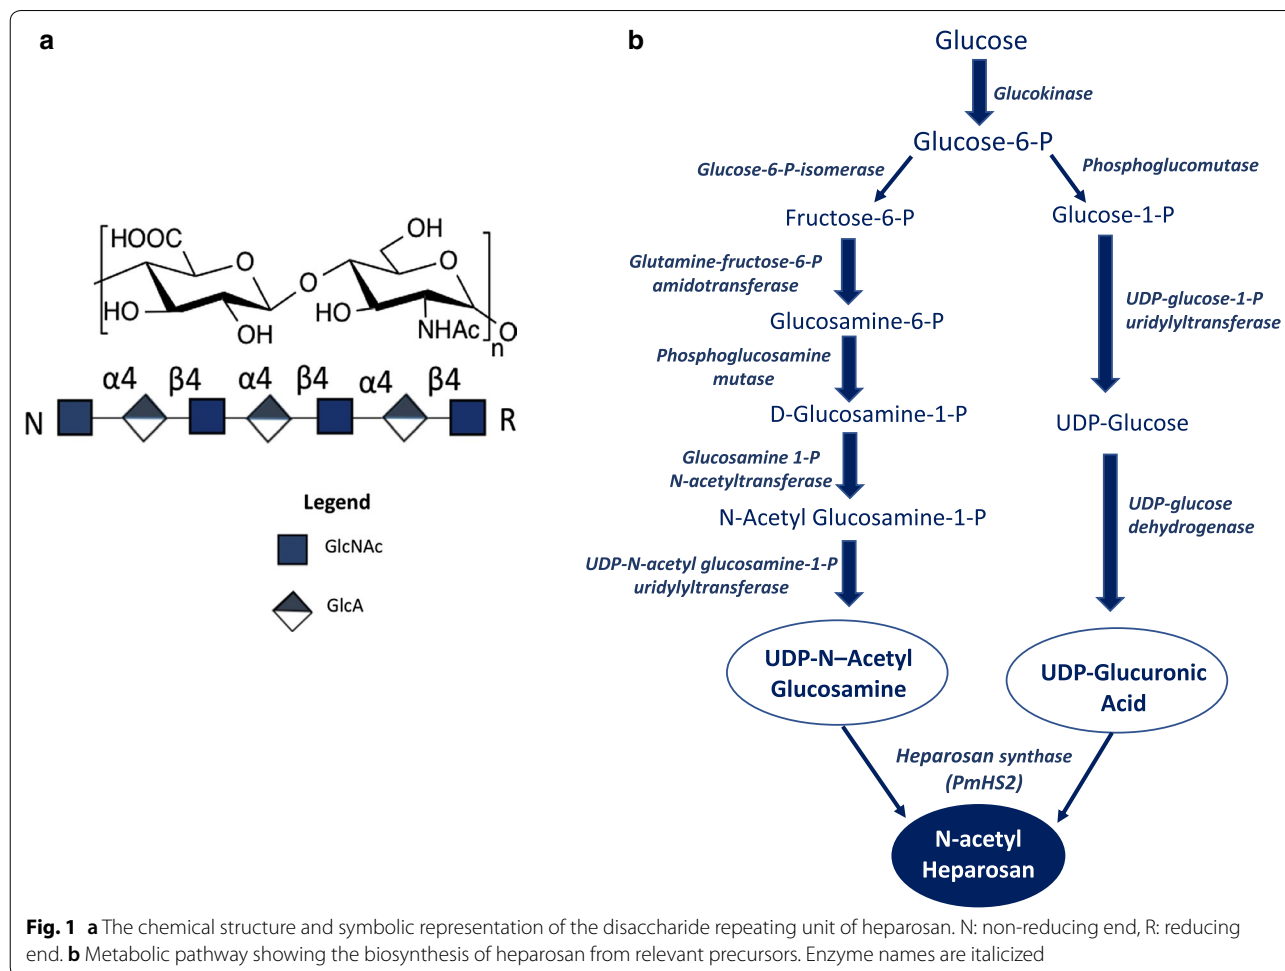 a
HOOC
O
HO
OH
O
OH
O
HO
NHAc
O
n
α4 β4 α4 β4 α4 β4
N R
Legend
GlcNAc
GlcA
b
Glucose
Glucokinase
Glucose-6-P
Glucose-6-P-isomerase
Phosphoglucomutase
Fructose-6-P
Glucose-1-P
Glutamine-fructose-6-P
amidotransferase
Glucosamine-6-P
UDP-glucose-1-P
uridylyltransferase
Phosphoglucosamine
mutase
D-Glucosamine-1-P
UDP-Glucose
Glucosamine 1-P
N-acetyltransferase
N-Acetyl Glucosamine-1-P
UDP-glucose
dehydrogenase
UDP-N-acetyl glucosamine-1-P
uridylyltransferase
UDP-N–Acetyl
Glucosamine
UDP-Glucuronic
Acid
Heparosan synthase
(PmHS2)
N-acetyl
Heparosan
Fig. 1 a The chemical structure and symbolic representation of the disaccharide repeating unit of heparosan. N: non-reducing end, R: reducing
end. b Metabolic pathway showing the biosynthesis of heparosan from relevant precursors. Enzyme names are italicized